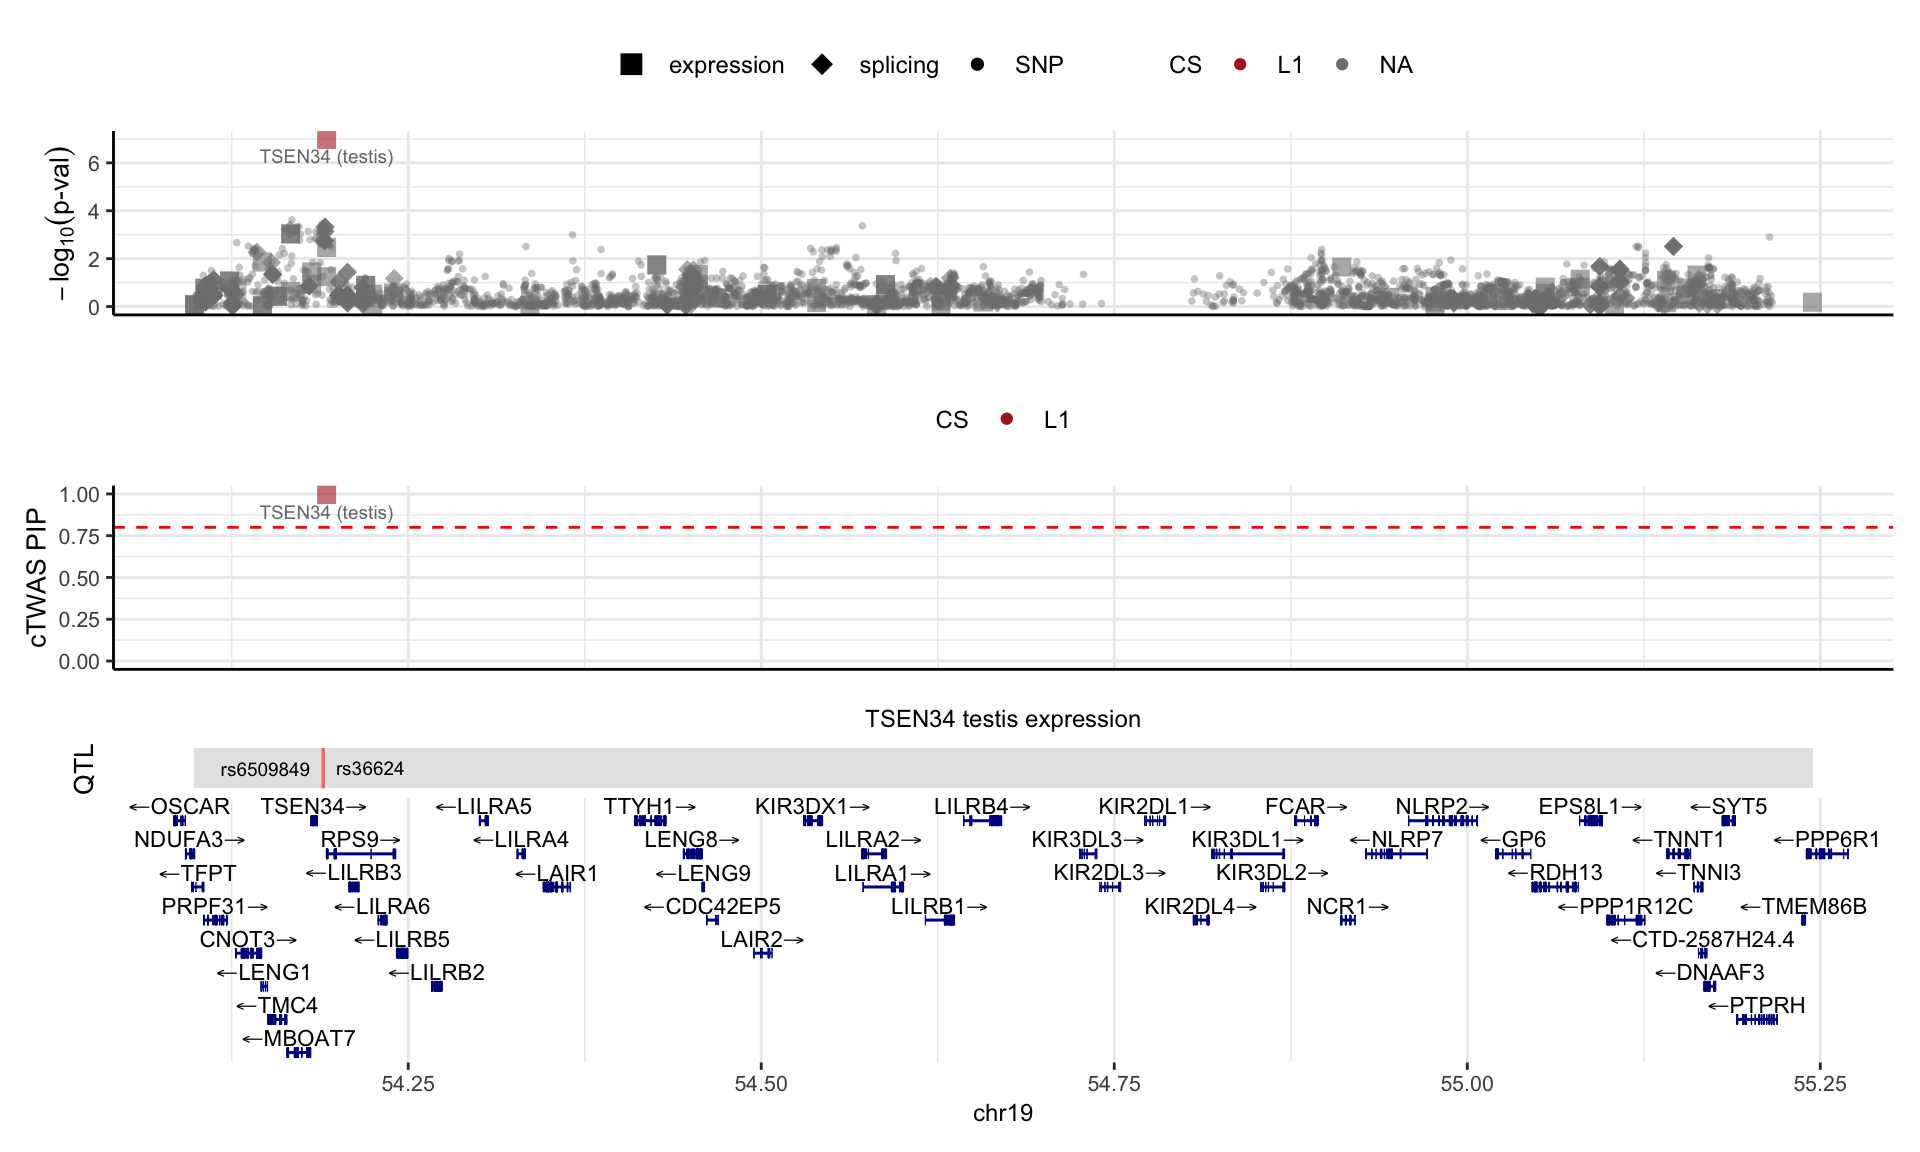 expression splicing SNP CS L1 NA
−log10(p-val)
6
4
2
0
TSEN34 (testis)
CS L1
cTWAS PIP
1.00
0.75
0.50
0.25
0.00
TSEN34 (testis)
TSEN34 testis expression
QTL
rs6509849 rs36624
←OSCAR TSEN34→ ←LILRA5 TTYH1→ KIR3DX1→ LILRB4→ KIR2DL1→ FCAR→ NLRP2→ EPS8L1→ ←SYT5
NDUFA3→ RPS9→ ←LILRA4 LENG8→ LILRA2→ KIR3DL3→ KIR3DL1→ ←NLRP7 ←GP6 ←TNNT1 ←PPP6R1
←TFPT ←LILRB3 ←LAIR1 ←LENG9 LILRA1→ KIR2DL3→ KIR3DL2→ ←RDH13 ←TNNI3
PRPF31→ ←LILRA6 ←CDC42EP5 LILRB1→ KIR2DL4→ NCR1→ ←PPP1R12C ←TMEM86B
CNOT3→ ←LILRB5 LAIR2→ ←CTD-2587H24.4
←LENG1 ←LILRB2 ←DNAAF3
←TMC4 ←PTPRH
←MBOAT7
54.25 54.50 54.75 55.00 55.25
chr19